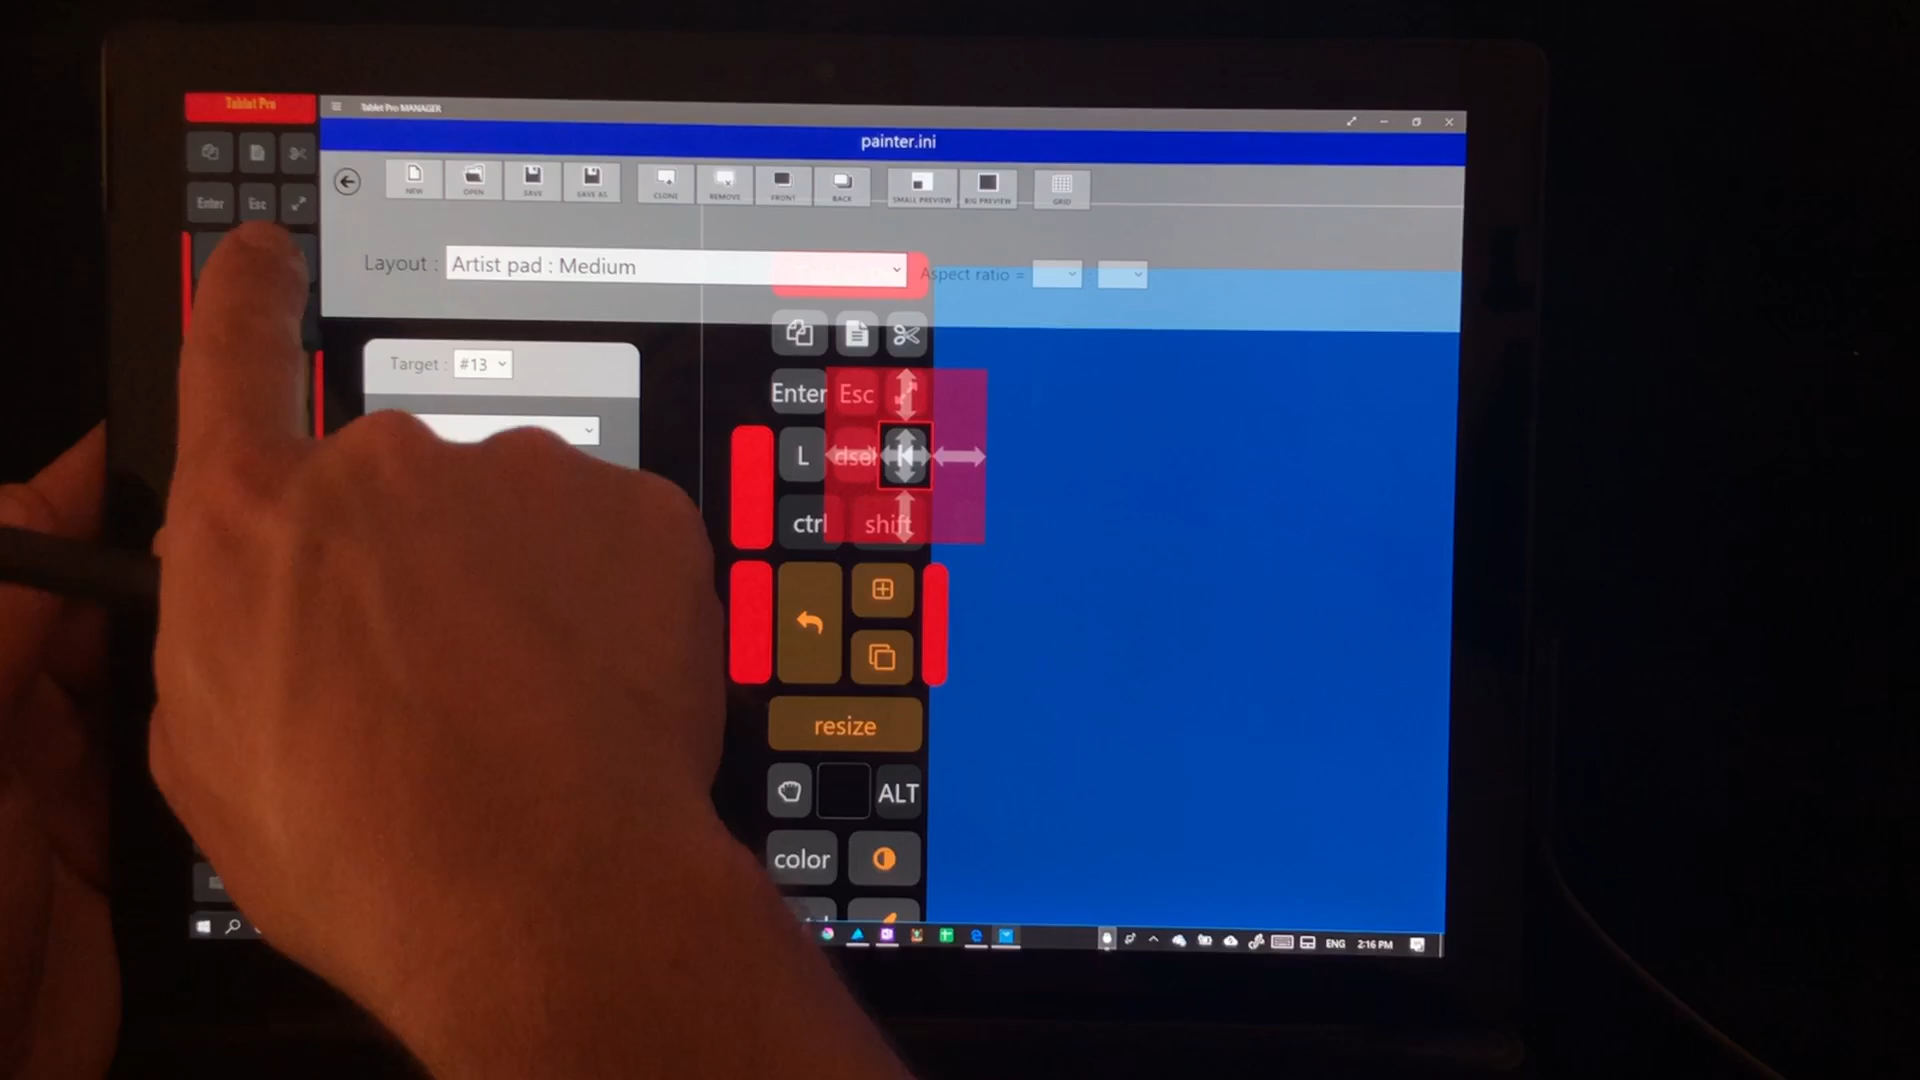 Tablet Pro
Tablet Pro MANAGER
painter.ini
NEW
OPEN
SAVE
SAVE AS
CLONE
REMOVE
FRONT
BACK
SMALL PREVIEW
BIG PREVIEW
GRID
Enter
Esc
Layout :
Artist pad : Medium
Aspect ratio =
Target :
#13
Enter
Esc
L
dsel
ctrl
shift
resize
ALT
color
ENG
2:16 PM